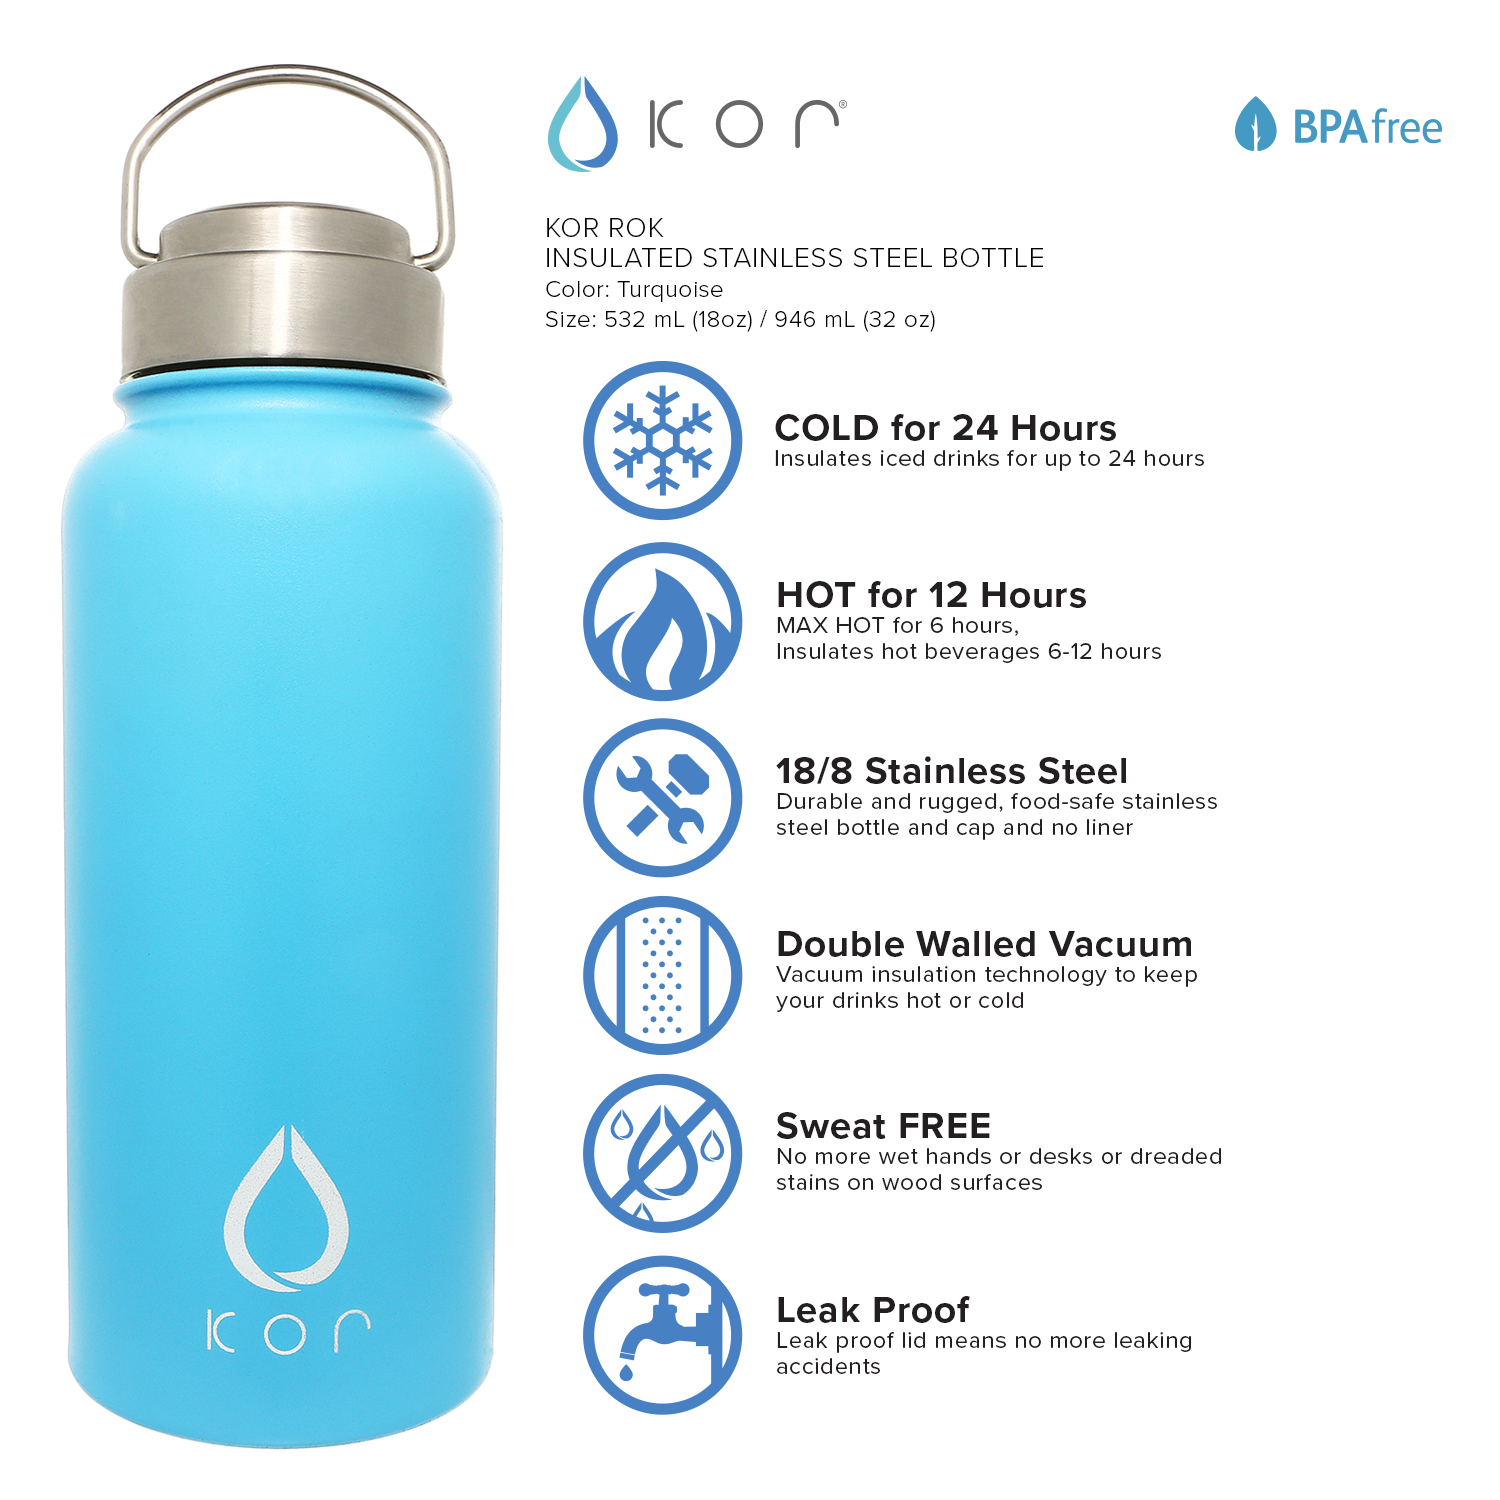 kor®
BPA free
KOR ROK
INSULATED STAINLESS STEEL BOTTLE
Color: Turquoise
Size: 532 mL (18oz) / 946 mL (32 oz)
COLD for 24 Hours
Insulates iced drinks for up to 24 hours
HOT for 12 Hours
MAX HOT for 6 hours,
Insulates hot beverages 6-12 hours
18/8 Stainless Steel
Durable and rugged, food-safe stainless
steel bottle and cap and no liner
Double Walled Vacuum
Vacuum insulation technology to keep
your drinks hot or cold
Sweat FREE
No more wet hands or desks or dreaded
stains on wood surfaces
Leak Proof
Leak proof lid means no more leaking
accidents
kor